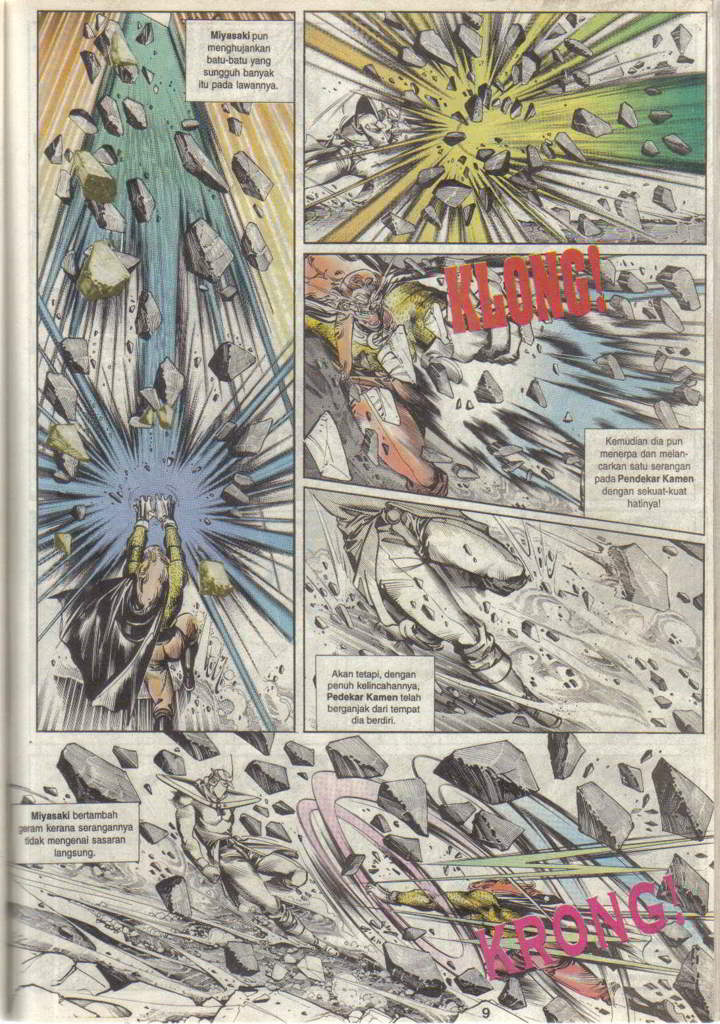 Miyasaki pun
menghujankan
batu-batu yang
sungguh banyak
itu pada lawannya.
KLONG!
Kemudian dia pun
menerpa dan melan-
carkan satu serangan
pada Pendekar Kamen
dengan sekuat-kuat
hatinya!
Akan tetapi, dengan
penuh kelincahannya,
Pedekar Kamen telah
berganjak dari tempat
dia berdiri.
Miyasaki bertambah
geram kerana serangannya
tidak mengenai sasaran
langsung.
KRONG!
9